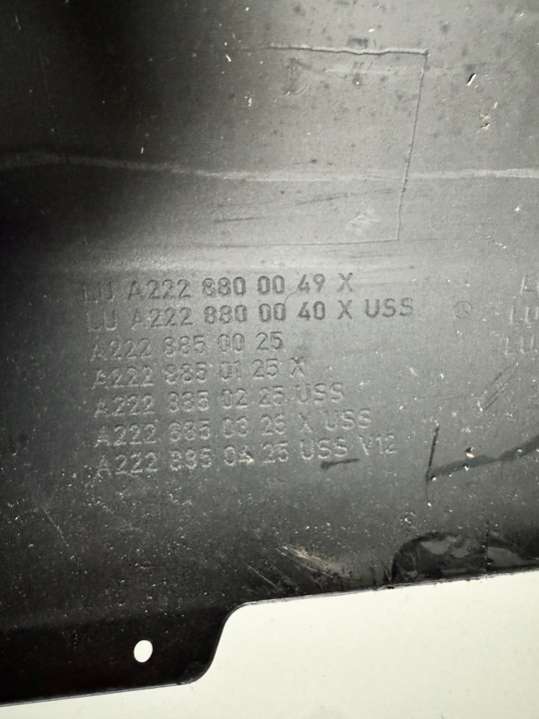 LU A222 880 00 49 X
LU A222 880 00 40 X USS
A222 885 00 25
A222 885 01 25 X
A222 885 02 25 USS
A222 885 03 25 X USS
A222 885 04 25 USS V12